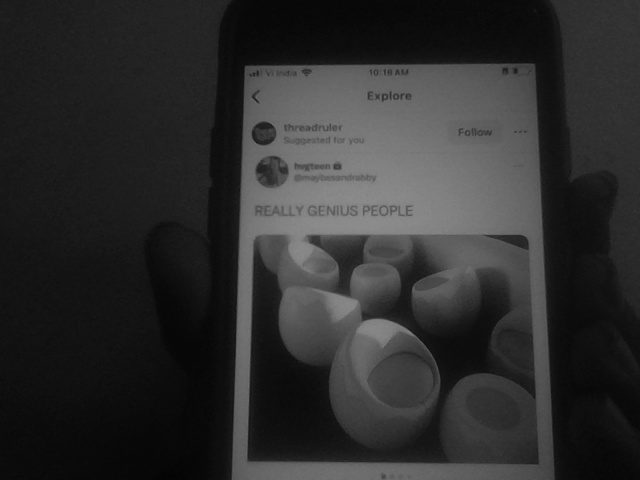 Vi India
10:18 AM
Explore
threadruler
Suggested for you
Follow
REALLY GENIUS PEOPLE